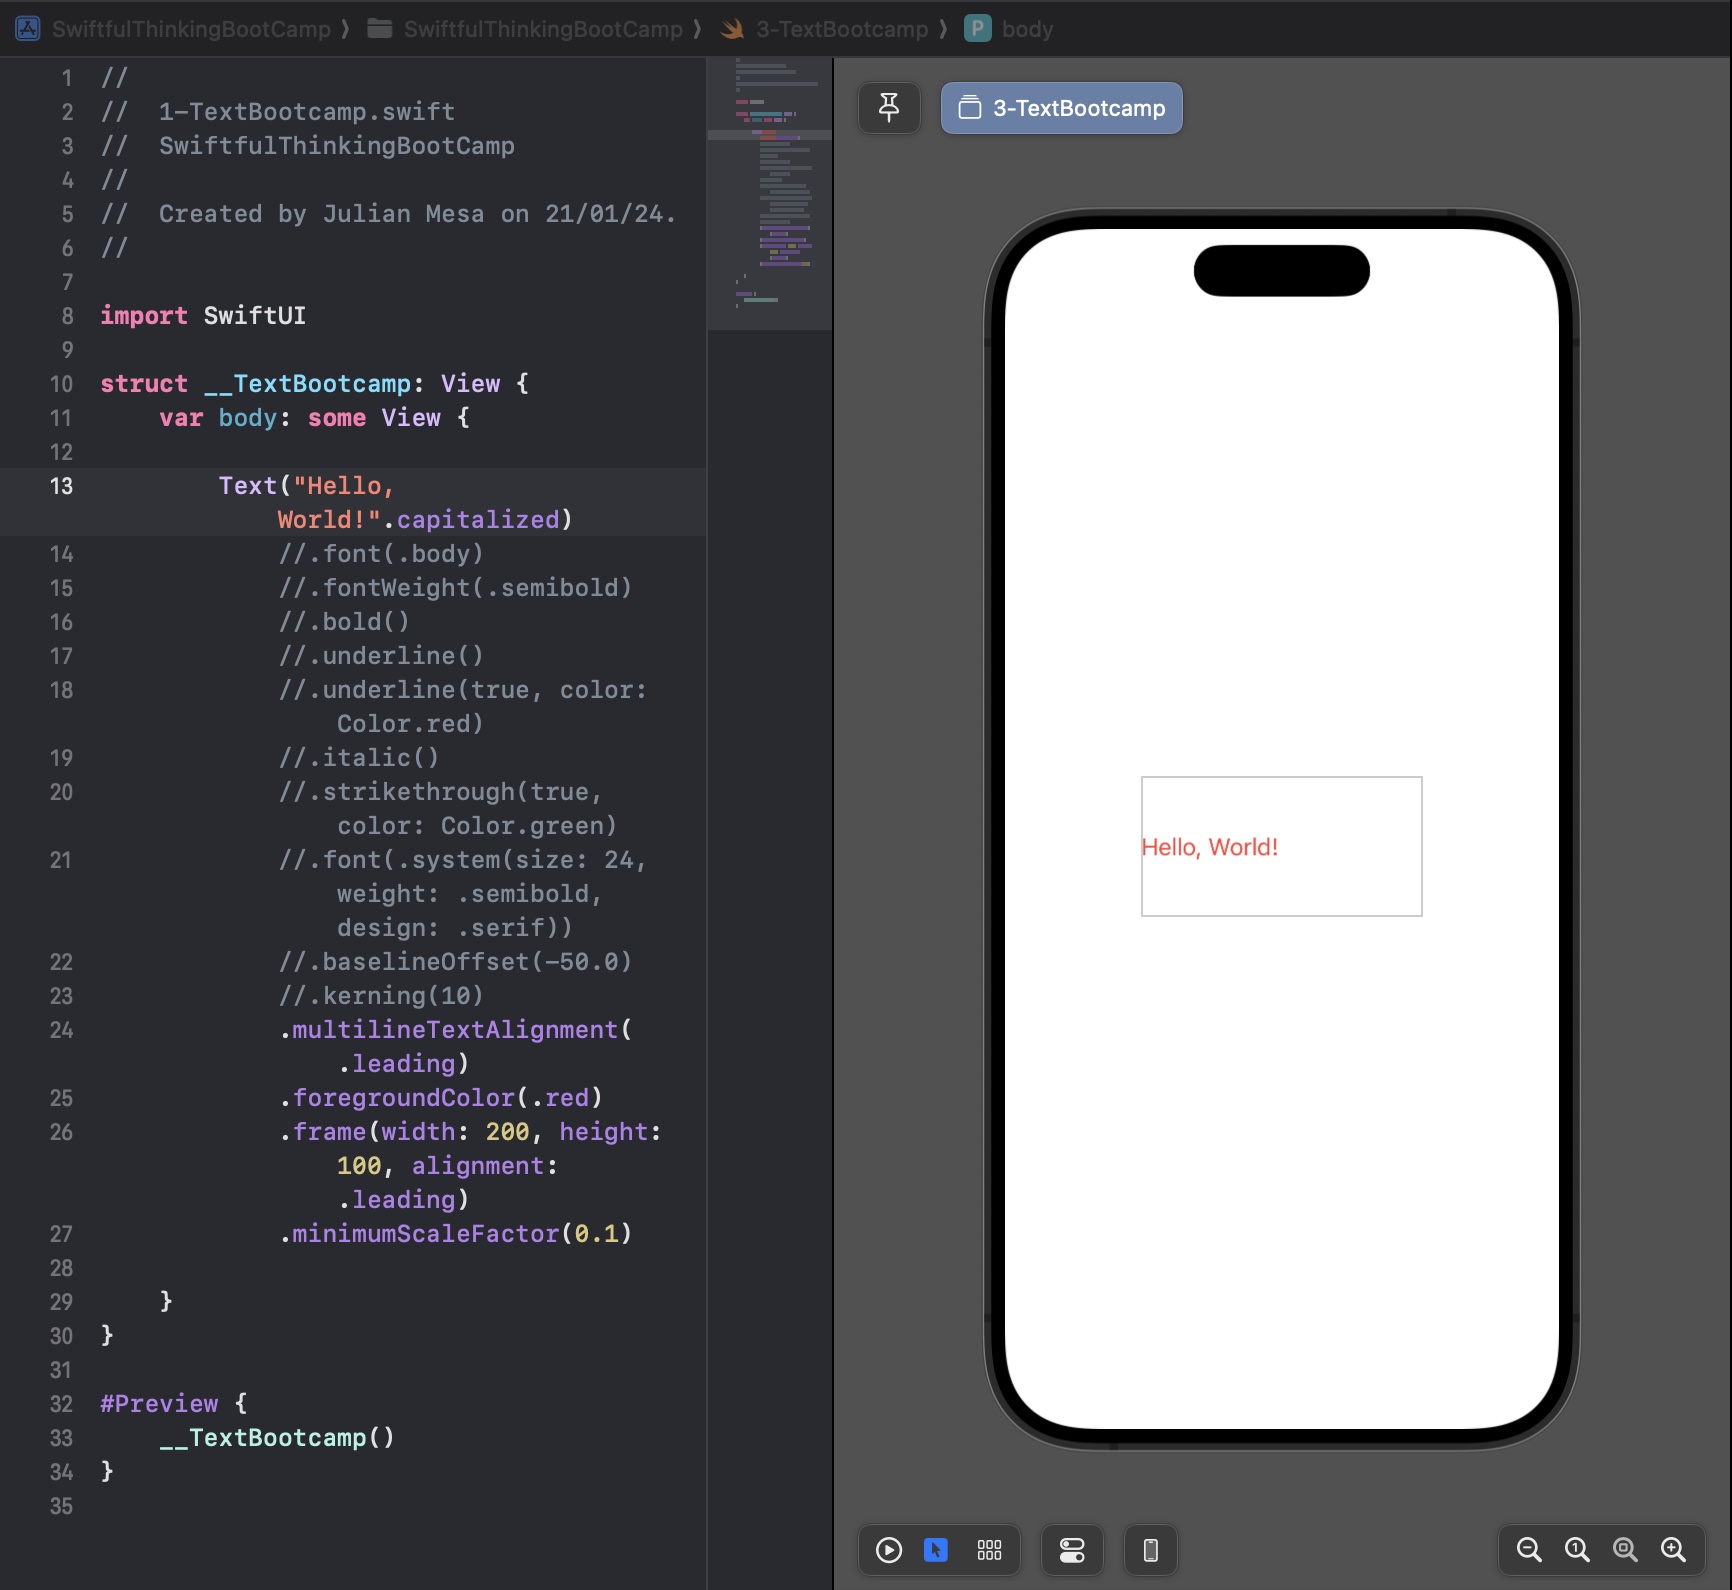 SwiftfulThinkingBootCamp ⟩ SwiftfulThinkingBootCamp ⟩ 3-TextBootcamp ⟩ P body
1 //
2 //  1-TextBootcamp.swift
3 //  SwiftfulThinkingBootCamp
4 //
5 //  Created by Julian Mesa on 21/01/24.
6 //
7
8 import SwiftUI
9
10 struct __TextBootcamp: View {
11     var body: some View {
12
13         Text("Hello,
            World!".capitalized)
14             //.font(.body)
15             //.fontWeight(.semibold)
16             //.bold()
17             //.underline()
18             //.underline(true, color:
                Color.red)
19             //.italic()
20             //.strikethrough(true,
                color: Color.green)
21             //.font(.system(size: 24,
                weight: .semibold,
                design: .serif))
22             //.baselineOffset(-50.0)
23             //.kerning(10)
24             .multilineTextAlignment(
                .leading)
25             .foregroundColor(.red)
26             .frame(width: 200, height:
                100, alignment:
                .leading)
27             .minimumScaleFactor(0.1)
28
29     }
30 }
31
32 #Preview {
33     __TextBootcamp()
34 }
35
3-TextBootcamp
Hello, World!
1